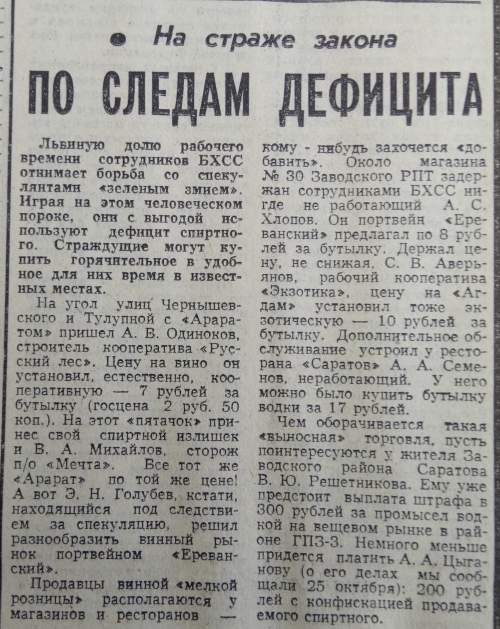 ● На страже закона
ПО СЛЕДАМ ДЕФИЦИТА
Львиную долю рабочего
времени сотрудников БХСС
отнимает борьба со спеку-
лянтами «зеленым змием».
Играя на этом человеческом
пороке, они с выгодой ис-
пользуют дефицит спиртно-
го. Страждущие могут ку-
пить горячительное в удоб-
ное для них время в извест-
ных местах.
На угол улиц Чернышев-
ского и Тулупной с «Арара-
том» пришел А. В. Одиноков,
строитель кооператива «Рус-
ский лес». Цену на вино он
установил, естественно, коо-
перативную — 7 рублей за
бутылку (госцена 2 руб. 50
коп.). На этот «пятачок» при-
нес свой спиртной излишек
и В. А. Михайлов, сторож
п/о «Мечта». Все тот же
«Арарат» по той же цене!
А вот Э. Н. Голубев, кстати,
находящийся под следстви-
ем за спекуляцию, решил
разнообразить винный ры-
нок портвейном «Ереван-
ский».
Продавцы винной «мелкой
розницы» располагаются у
магазинов и ресторанов —
кому-нибудь захочется «до-
бавить». Около магазина
№ 30 Заводского РПТ задер-
жан сотрудниками БХСС ни-
где не работающий А. С.
Хлопов. Он портвейн «Ере-
ванский» предлагал по 8 руб-
лей за бутылку. Держал це-
ну, не снижая, С. В. Аверь-
янов, рабочий кооператива
«Экзотика», цену на «Аг-
дам» установил тоже эк-
зотическую — 10 рублей за
бутылку. Дополнительное об-
служивание устроил у ресто-
рана «Саратов» А. А. Семе-
нов, неработающий. У него
можно было купить бутылку
водки за 17 рублей.
Чем оборачивается такая
«выносная» торговля, пусть
поинтересуются у жителя За-
водского района Саратова
В. Ю. Решетникова. Ему уже
предстоит выплата штрафа в
300 рублей за промысел вод-
кой на вещевом рынке в рай-
оне ГПЗ-3. Немного меньше
придется платить А. А. Цыга-
нову (о его делах мы сооб-
щали 25 октября): 200 руб-
лей с конфискацией продава-
емого спиртного.